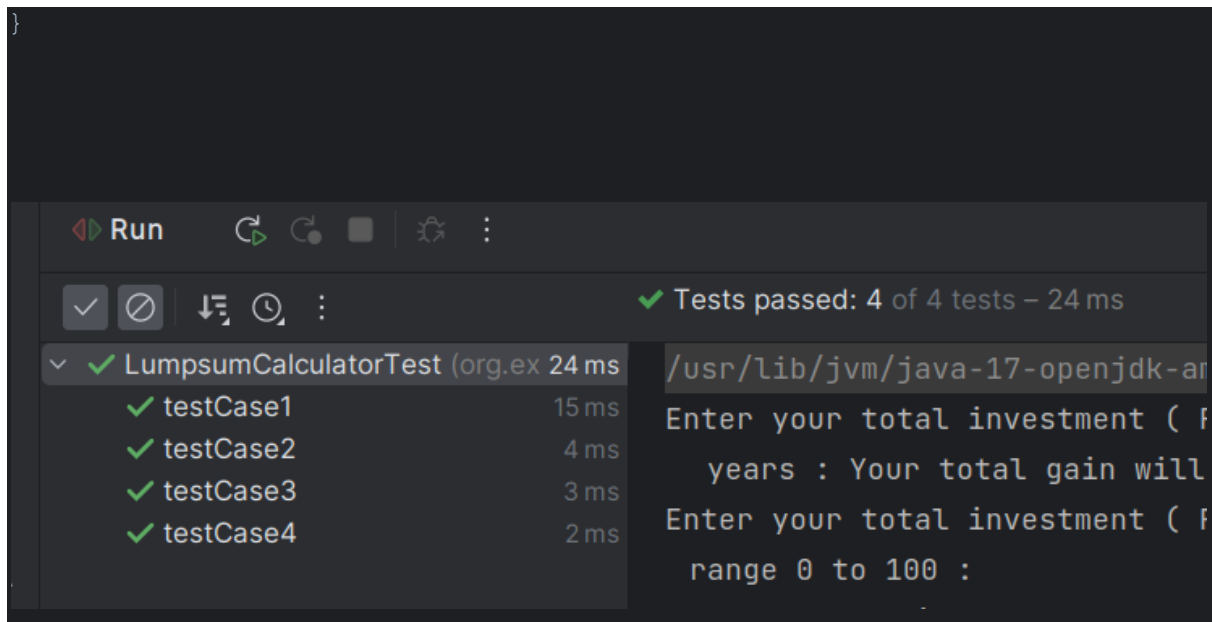 }
Run
Tests passed: 4 of 4 tests – 24 ms
LumpsumCalculatorTest (org.ex 24 ms
testCase1 15 ms
testCase2 4 ms
testCase3 3 ms
testCase4 2 ms
/usr/lib/jvm/java-17-openjdk-
Enter your total investment (
years : Your total gain will
Enter your total investment (
range 0 to 100 :